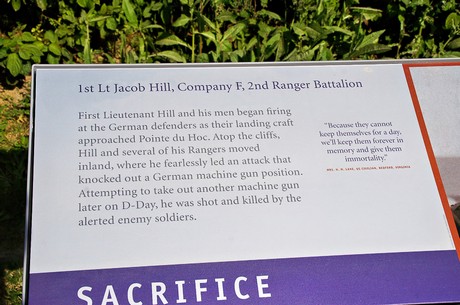 1st Lt Jacob Hill, Company F, 2nd Ranger Battalion
First Lieutenant Hill and his men began firing
at the German defenders as their landing craft
approached Pointe du Hoc. Atop the cliffs,
Hill and several of his Rangers moved
inland, where he fearlessly led an attack that
knocked out a German machine gun position.
Attempting to take out another machine gun
later on D-Day, he was shot and killed by the
alerted enemy soldiers.
"Because they cannot
keep themselves for a day,
we'll keep them forever in
memory and give them
immortality."
SACRIFICE